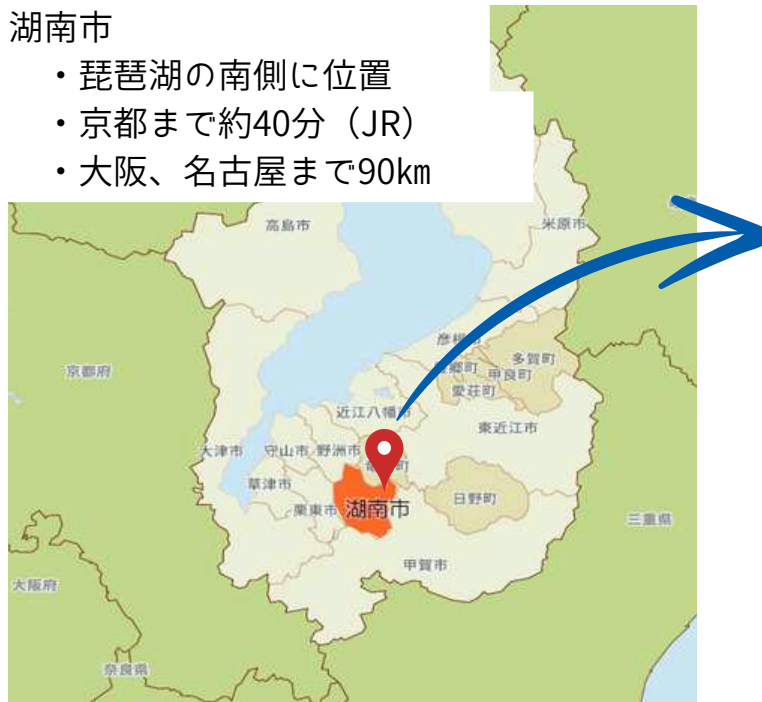 湖南市
・琵琶湖の南側に位置
・京都まで約40分（JR）
・大阪、名古屋まで90km
高島市
米原市
多賀町
甲良町
愛荘町
京都府
近江八幡市
東近江市
大津市
守山市
野洲市
草津市
栗東市
湖南市
日野町
三重県
甲賀市
大阪府
奈良県